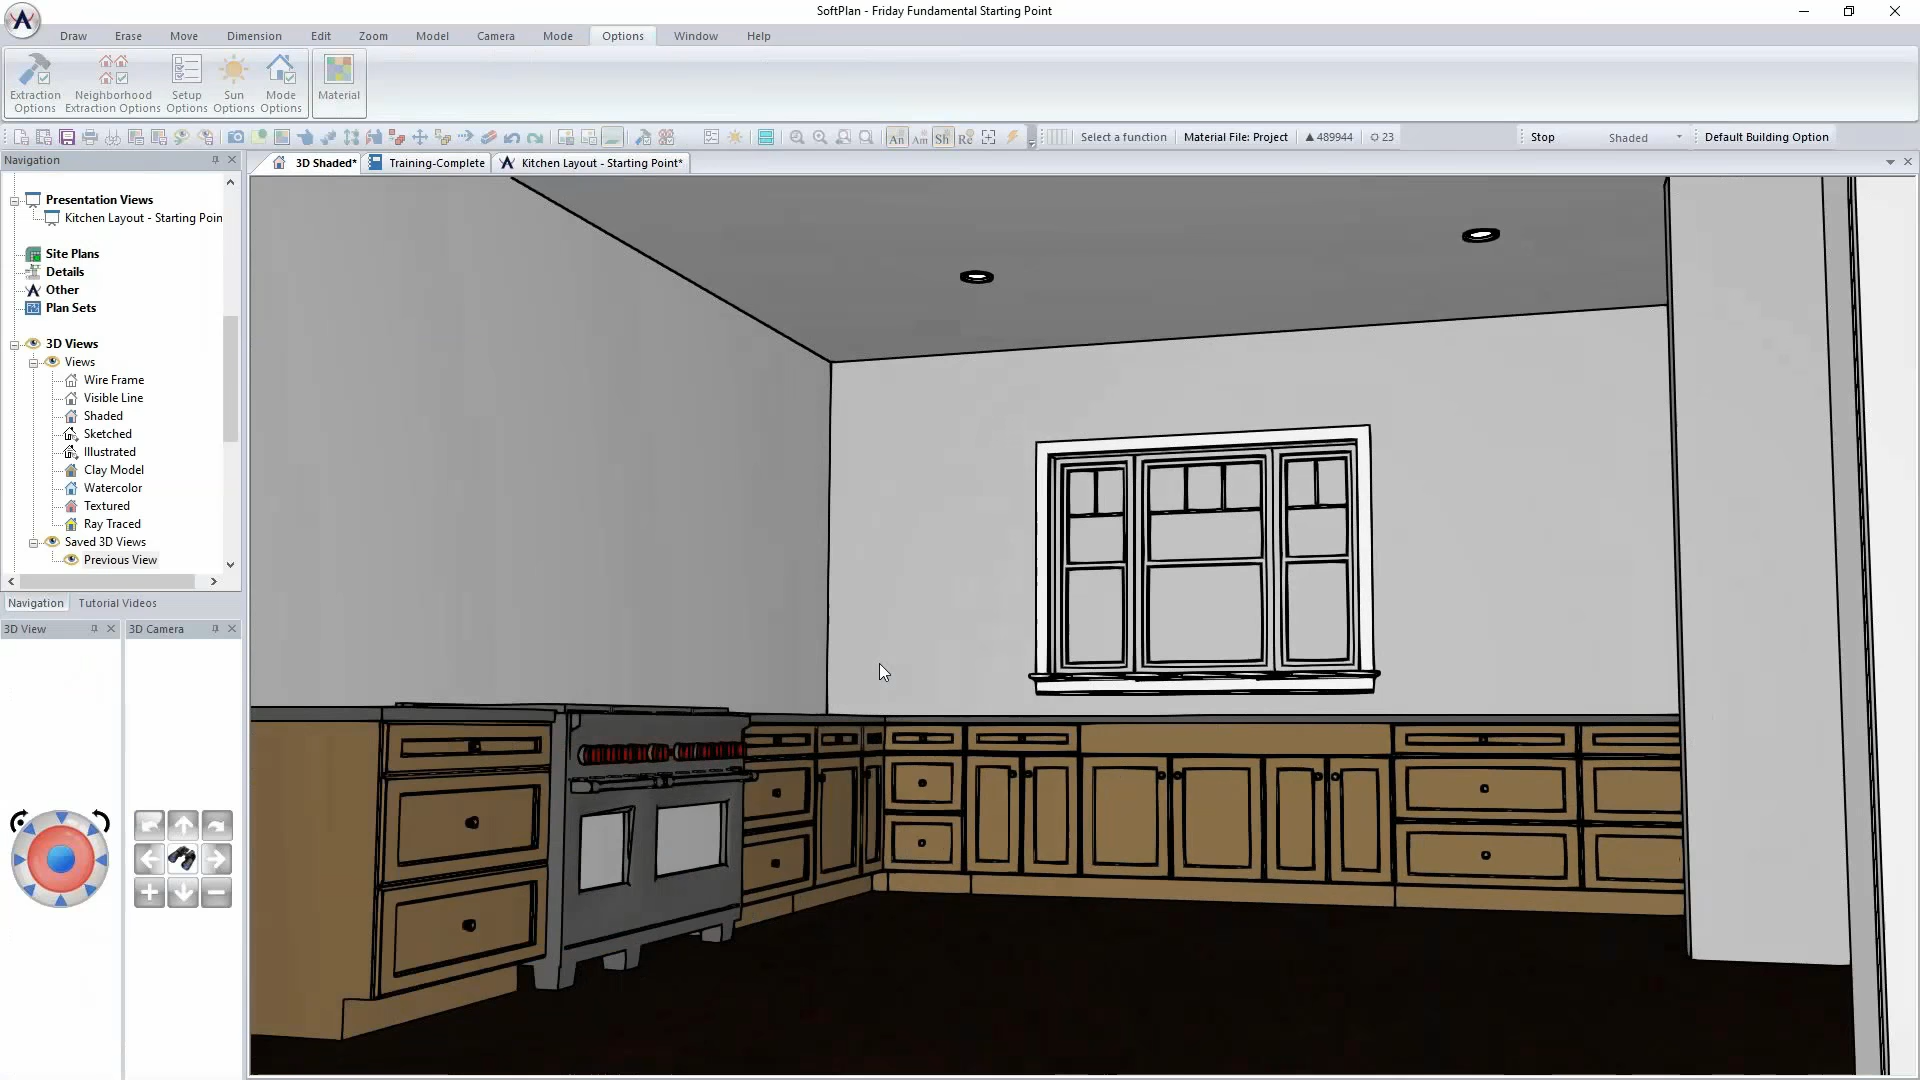 SoftPlan - Friday Fundamental Starting Point
Draw Erase Move Dimension Edit Zoom Model Camera Mode Options Window Help
Extraction Options
Neighborhood Extraction Options
Setup Options
Sun Options
Mode Options
Material
An Am Sh Re
Select a function
Material File: Project
489944
23
Stop
Shaded
Default Building Option
Navigation
3D Shaded*
Training-Complete
Kitchen Layout - Starting Point*
Presentation Views
Kitchen Layout - Starting Poin
Site Plans
Details
Other
Plan Sets
3D Views
Views
Wire Frame
Visible Line
Shaded
Sketched
Illustrated
Clay Model
Watercolor
Textured
Ray Traced
Saved 3D Views
Previous View
Navigation Tutorial Videos
3D View
3D Camera